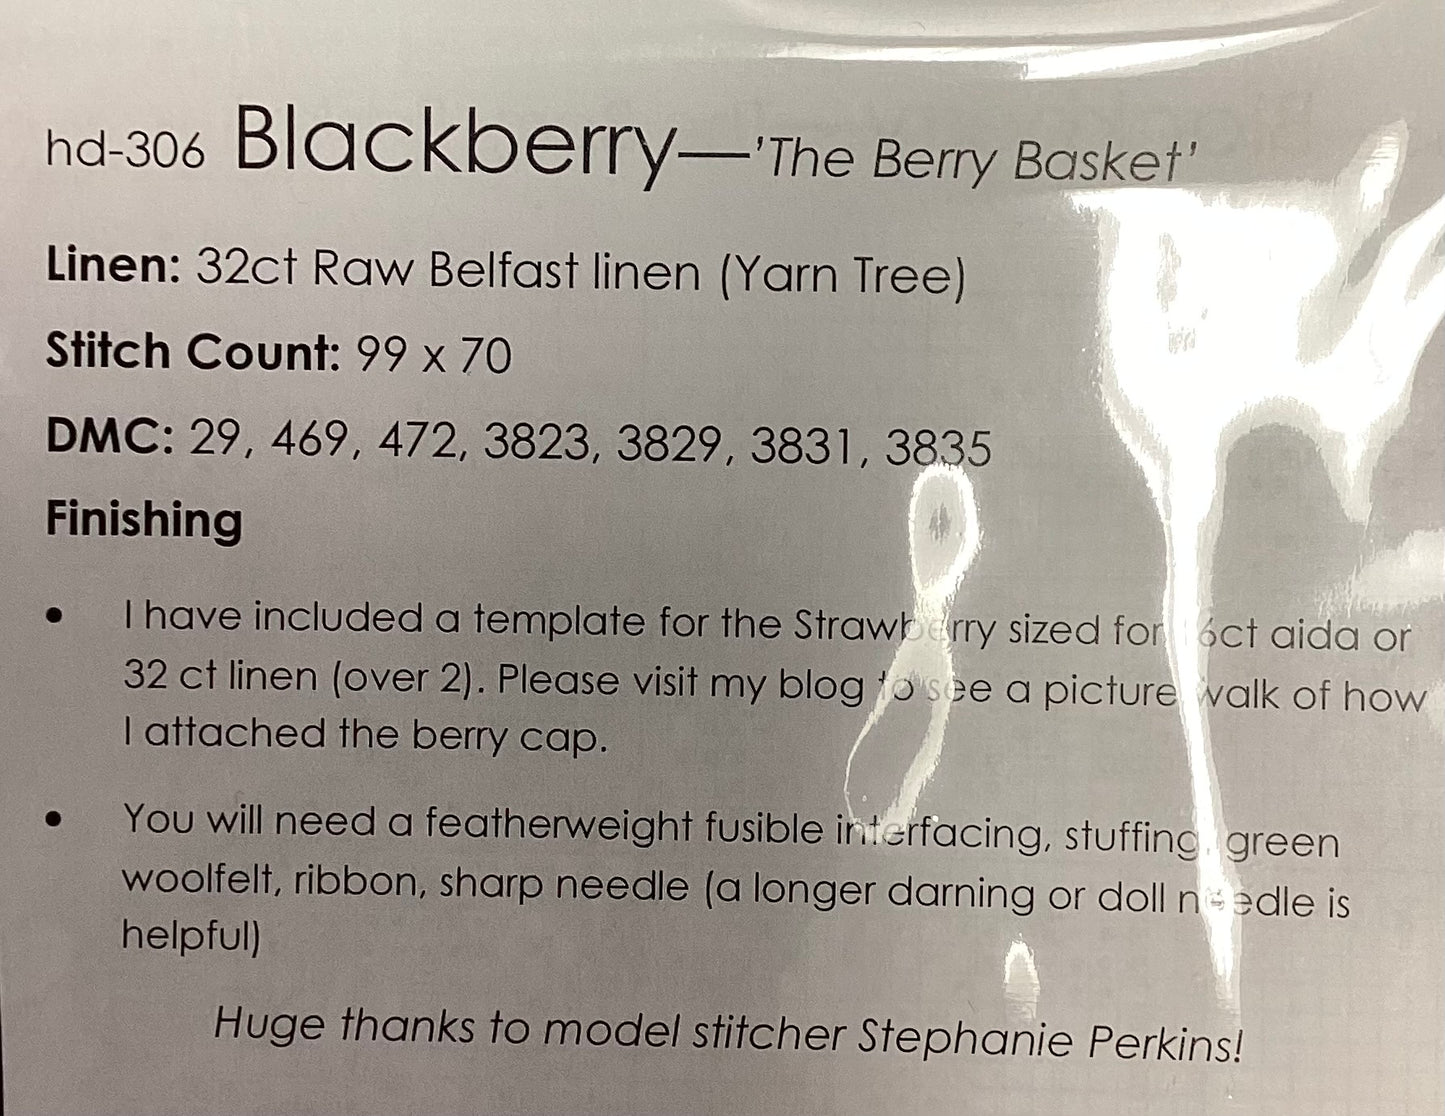 hd-306 Blackberry—'The Berry Basket'
Linen: 32ct Raw Belfast linen (Yarn Tree)
Stitch Count: 99 x 70
DMC: 29, 469, 472, 3823, 3829, 3831, 3835
Finishing
• I have included a template for the Strawberry sized for 16ct aida or
32 ct linen (over 2). Please visit my blog to see a picture walk of how
I attached the berry cap.
• You will need a featherweight fusible interfacing, stuffing, green
woolfelt, ribbon, sharp needle (a longer darning or doll needle is
helpful)
Huge thanks to model stitcher Stephanie Perkins!